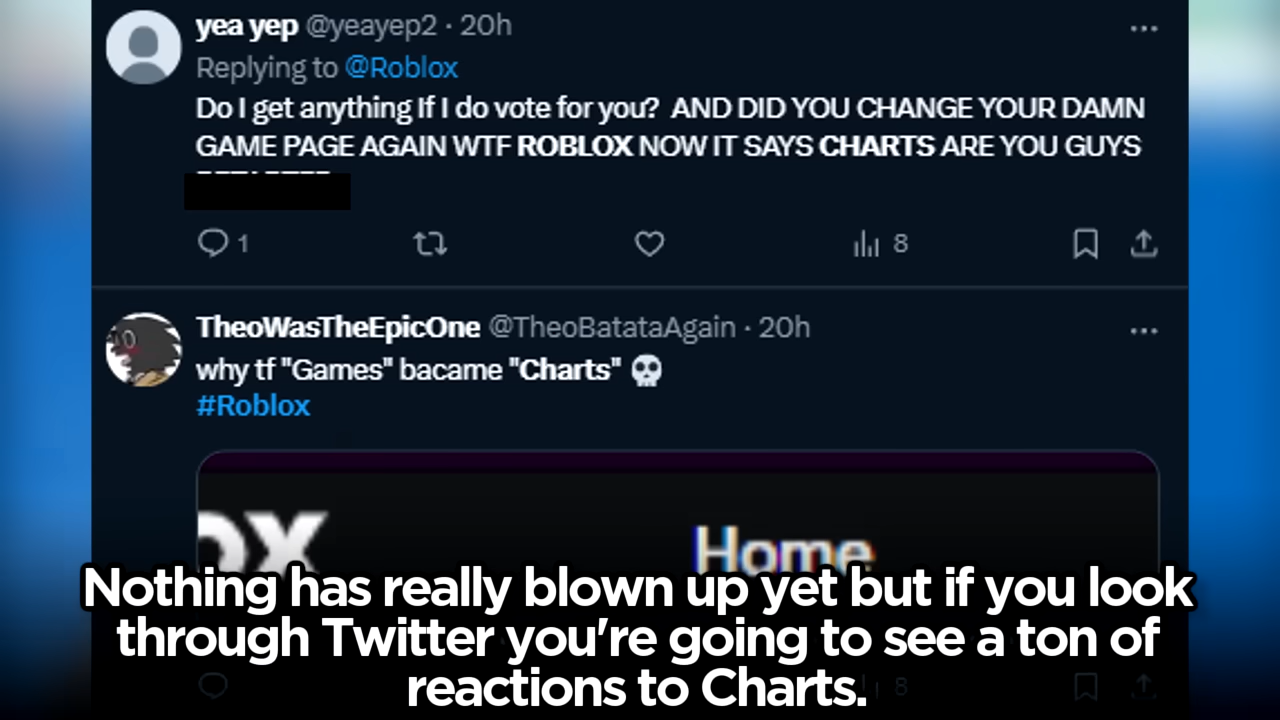 yea yep @yeayep2 · 20h
Replying to @Roblox
Do I get anything If I do vote for you? AND DID YOU CHANGE YOUR DAMN
GAME PAGE AGAIN WTF ROBLOX NOW IT SAYS CHARTS ARE YOU GUYS
1
8
TheoWasTheEpicOne @TheoBatataAgain · 20h
why tf "Games" bacame "Charts" 💀
#Roblox
ox
Home
Nothing has really blown up yet but if you look
through Twitter you're going to see a ton of
reactions to Charts.
8